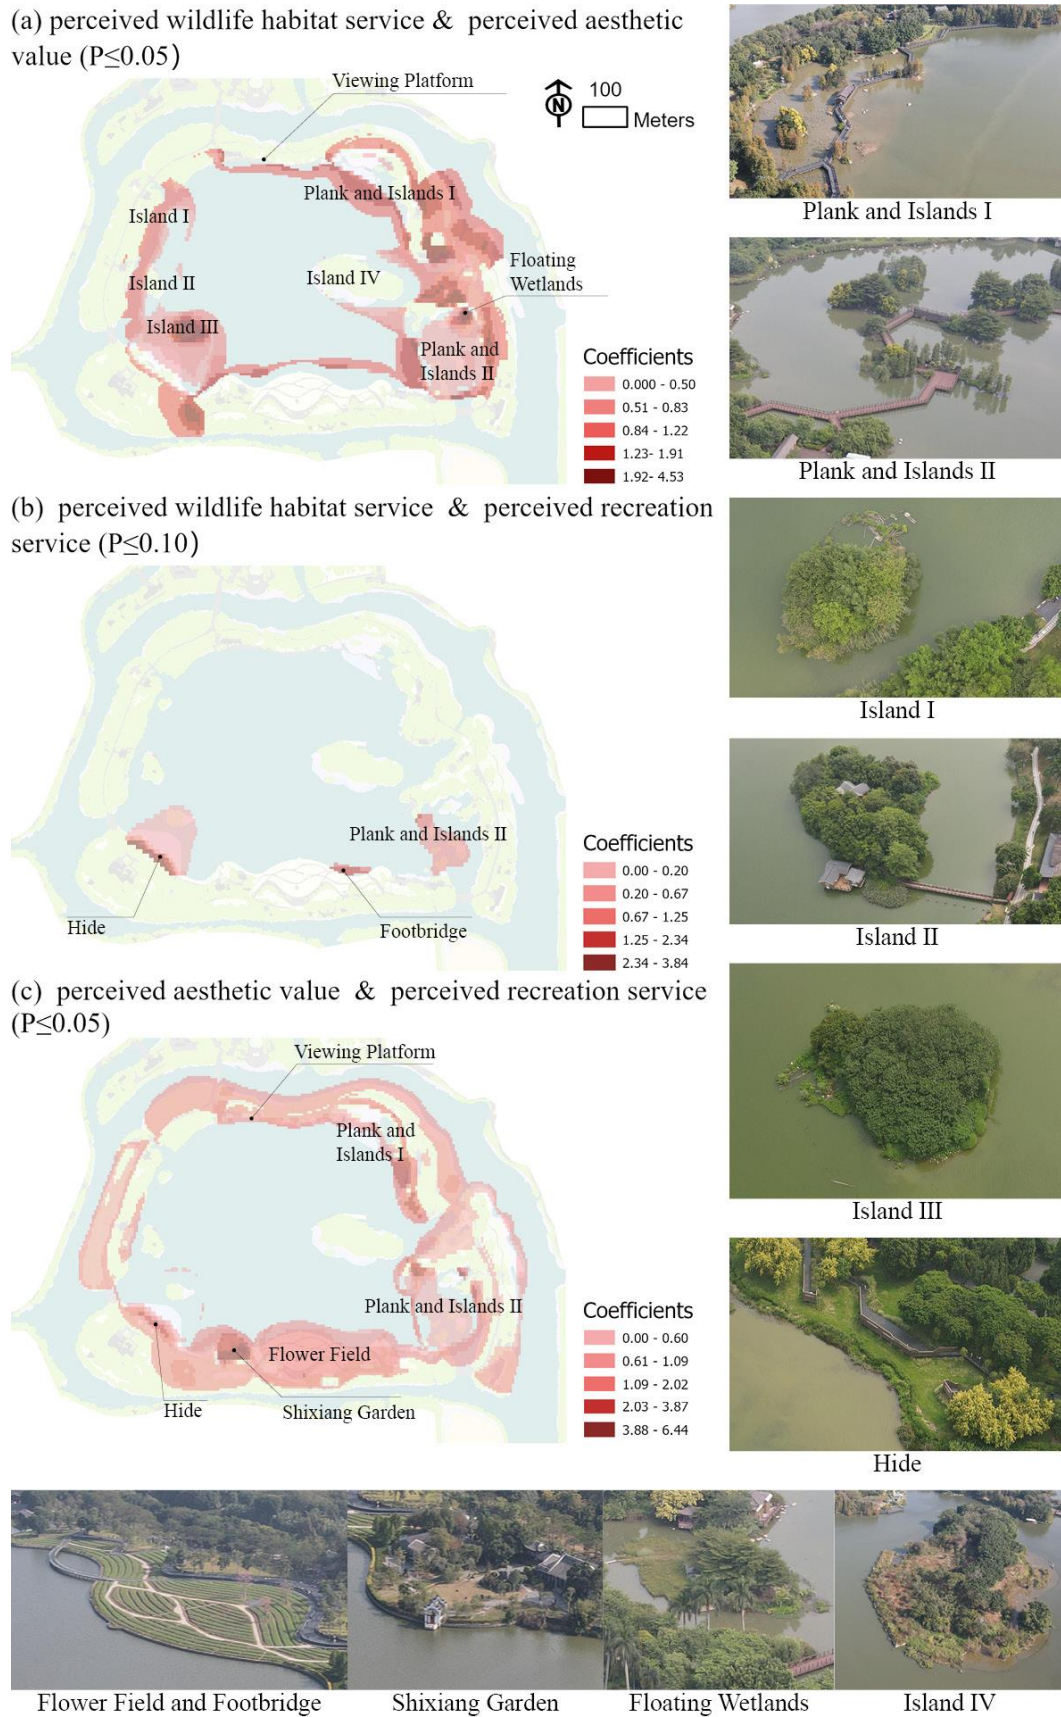 (a) perceived wildlife habitat service & perceived aesthetic
value (P≤0.05)
Viewing Platform
N
100
Meters
Plank and Islands I
Island I
Island II
Island III
Island IV
Floating
Wetlands
Plank and
Islands II
Coefficients
0.000 - 0.50
0.51 - 0.83
0.84 - 1.22
1.23- 1.91
1.92- 4.53
Plank and Islands I
Plank and Islands II
(b) perceived wildlife habitat service & perceived recreation
service (P≤0.10)
Plank and Islands II
Hide
Footbridge
Coefficients
0.00 - 0.20
0.20 - 0.67
0.67 - 1.25
1.25 - 2.34
2.34 - 3.84
Island I
Island II
(c) perceived aesthetic value & perceived recreation service
(P≤0.05)
Viewing Platform
Plank and
Islands I
Plank and Islands II
Flower Field
Hide
Shixiang Garden
Coefficients
0.00 - 0.60
0.61 - 1.09
1.09 - 2.02
2.03 - 3.87
3.88 - 6.44
Island III
Hide
Flower Field and Footbridge
Shixiang Garden
Floating Wetlands
Island IV